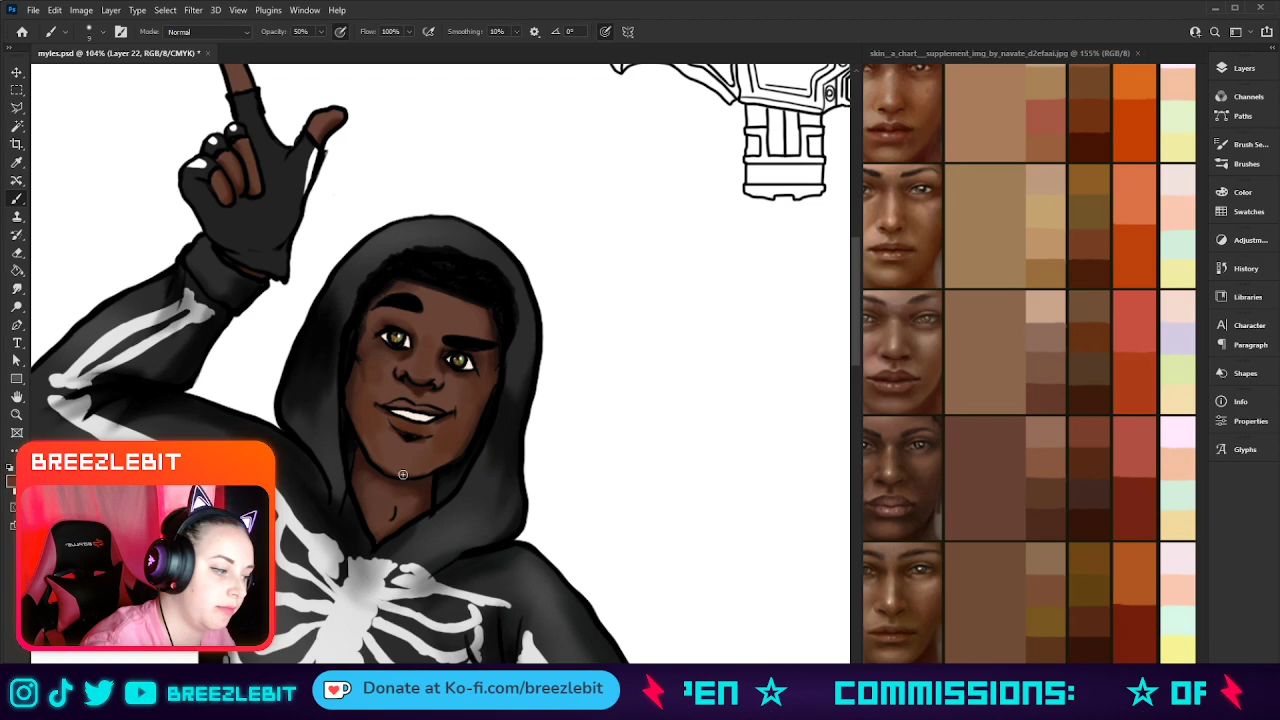 File Edit Image Layer Type Select Filter 3D View Plugins Window Help
Mode: Normal Opacity: 50% Flow: 100% Smoothing: 10% 0°
myles.psd @ 104% (Layer 22, RGB/8/CMYK) *
skin__a_chart__supplement_img_by_navate_d2efaai.jpg @ 155% (RGB/8)
Layers
Channels
Paths
Brush Se...
Brushes
Color
Swatches
Adjustm...
History
Libraries
Character
Paragraph
Shapes
Info
Properties
Glyphs
BREEZLEBIT
BREEZLEBIT
Donate at Ko-fi.com/breezlebit
'EN
COMMISSIONS: